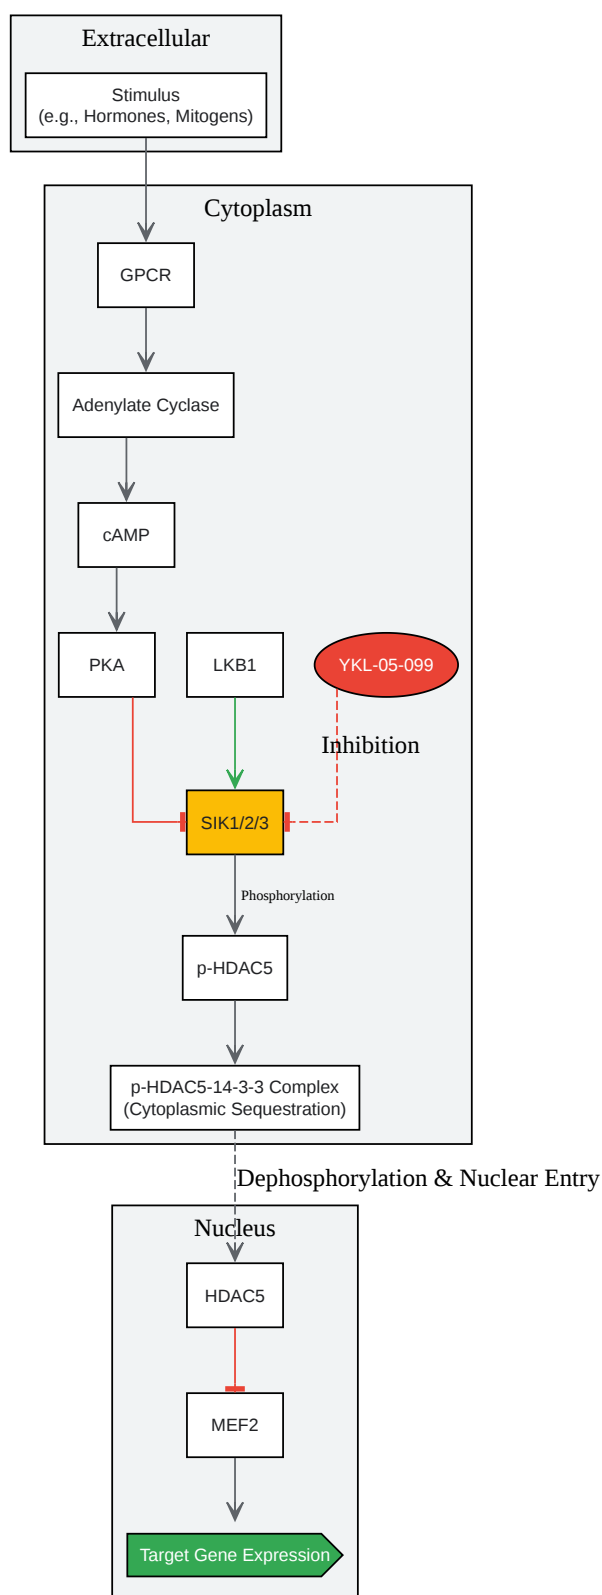 Extracellular
Stimulus
(e.g., Hormones, Mitogens)
Cytoplasm
GPCR
Adenylate Cyclase
cAMP
PKA
LKB1
YKL-05-099
Inhibition
SIK1/2/3
Phosphorylation
p-HDAC5
p-HDAC5-14-3-3 Complex
(Cytoplasmic Sequestration)
Dephosphorylation & Nuclear Entry
Nucleus
HDAC5
MEF2
Target Gene Expression